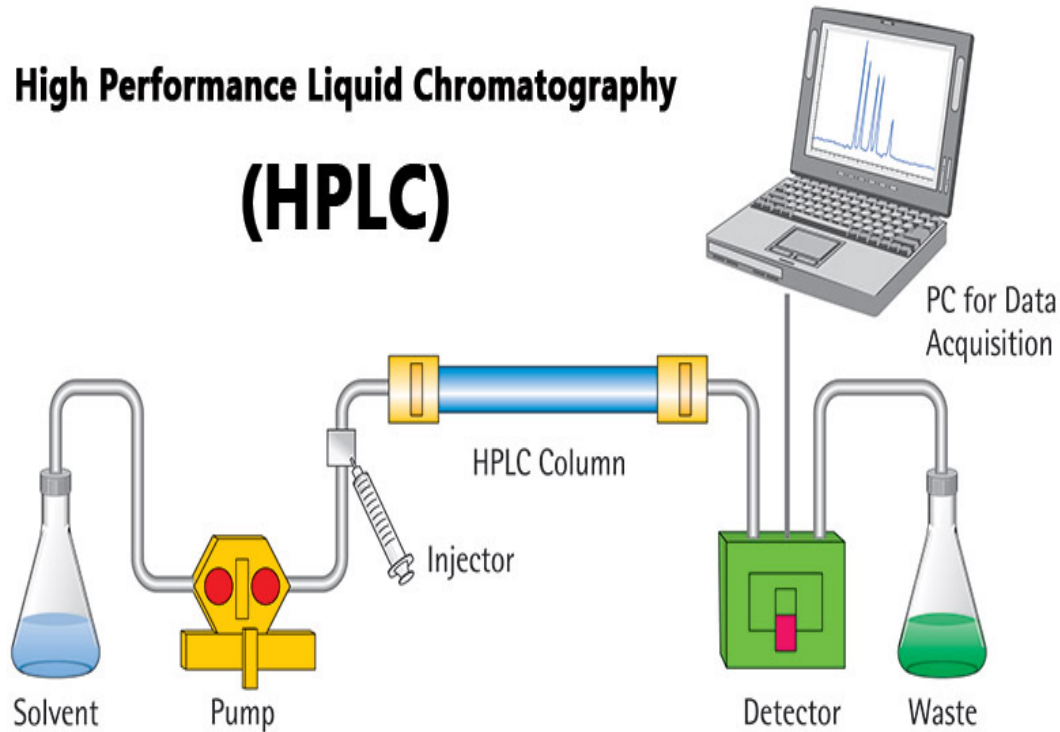 High Performance Liquid Chromatography
(HPLC)
PC for Data
Acquisition
HPLC Column
Injector
Solvent
Pump
Detector
Waste